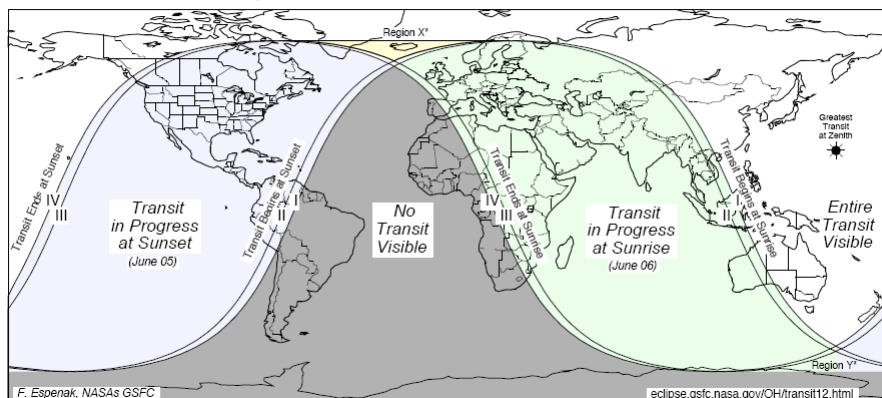 Region X*
Greatest
Transit
at Zenith
Transit Ends at Sunset
IV
III
Transit
in Progress
at Sunset
(June 05)
Transit Begins at Sunset
I
II
No
Transit
Visible
IV
III
Transit Ends at Sunrise
Transit
in Progress
at Sunrise
(June 06)
I
II
Transit Begins at Sunrise
Entire
Transit
Visible
Region Y*
F. Espenak, NASAs GSFC
eclipse.gsfc.nasa.gov/OH/transit12.html